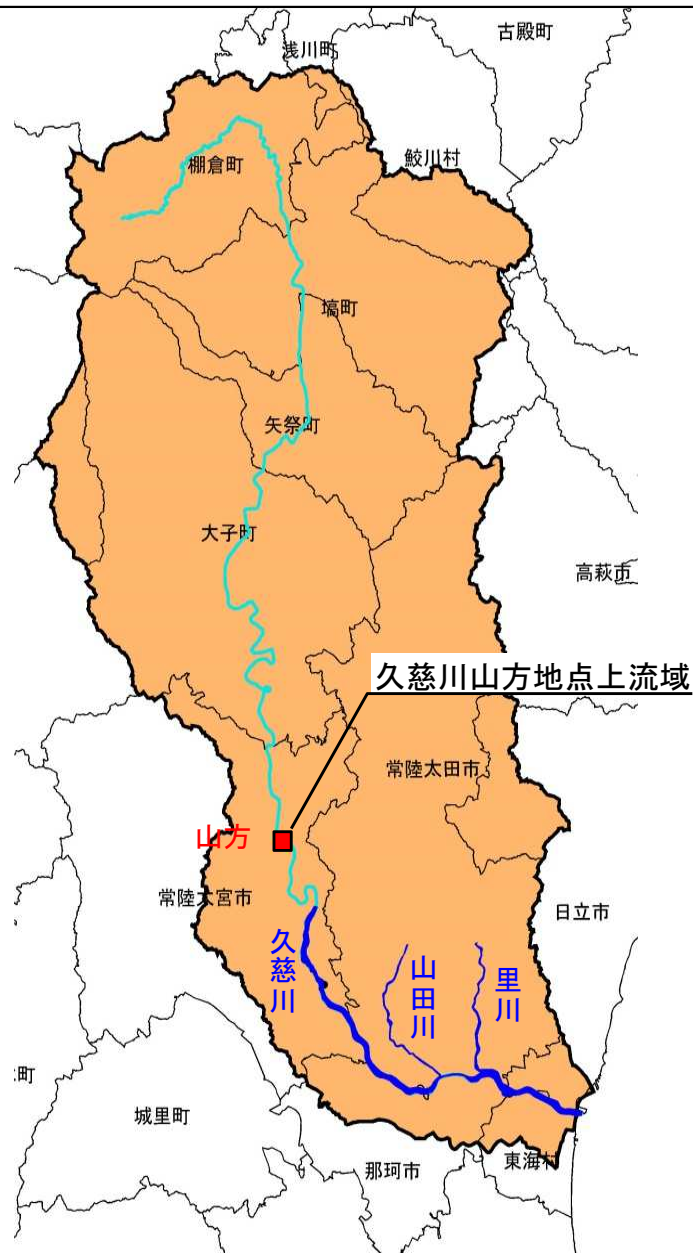 古殿町
浅川町
鮫川村
棚倉町
塙町
矢祭町
大子町
高萩市
久慈川山方地点上流域
常陸太田市
山方
常陸大宮市
日立市
久慈川
山田川
里川
町
城里町
那珂市
東海村